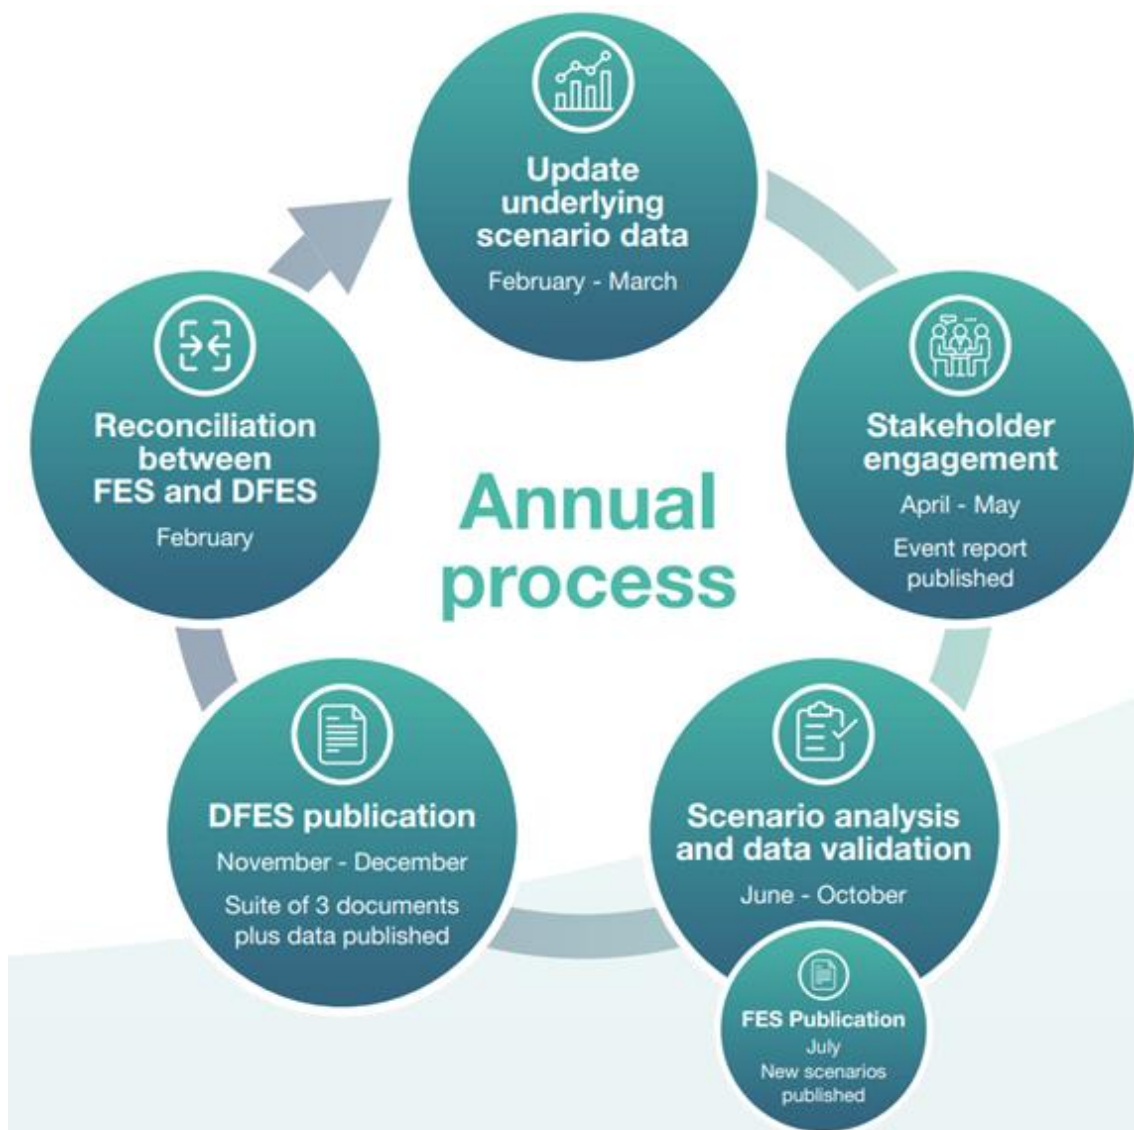 Update
underlying
scenario data
February - March
Stakeholder
engagement
April - May
Event report
published
Scenario analysis
and data validation
June - October
FES Publication
July
New scenarios
published
DFES publication
November - December
Suite of 3 documents
plus data published
Reconciliation
between
FES and DFES
February
Annual
process